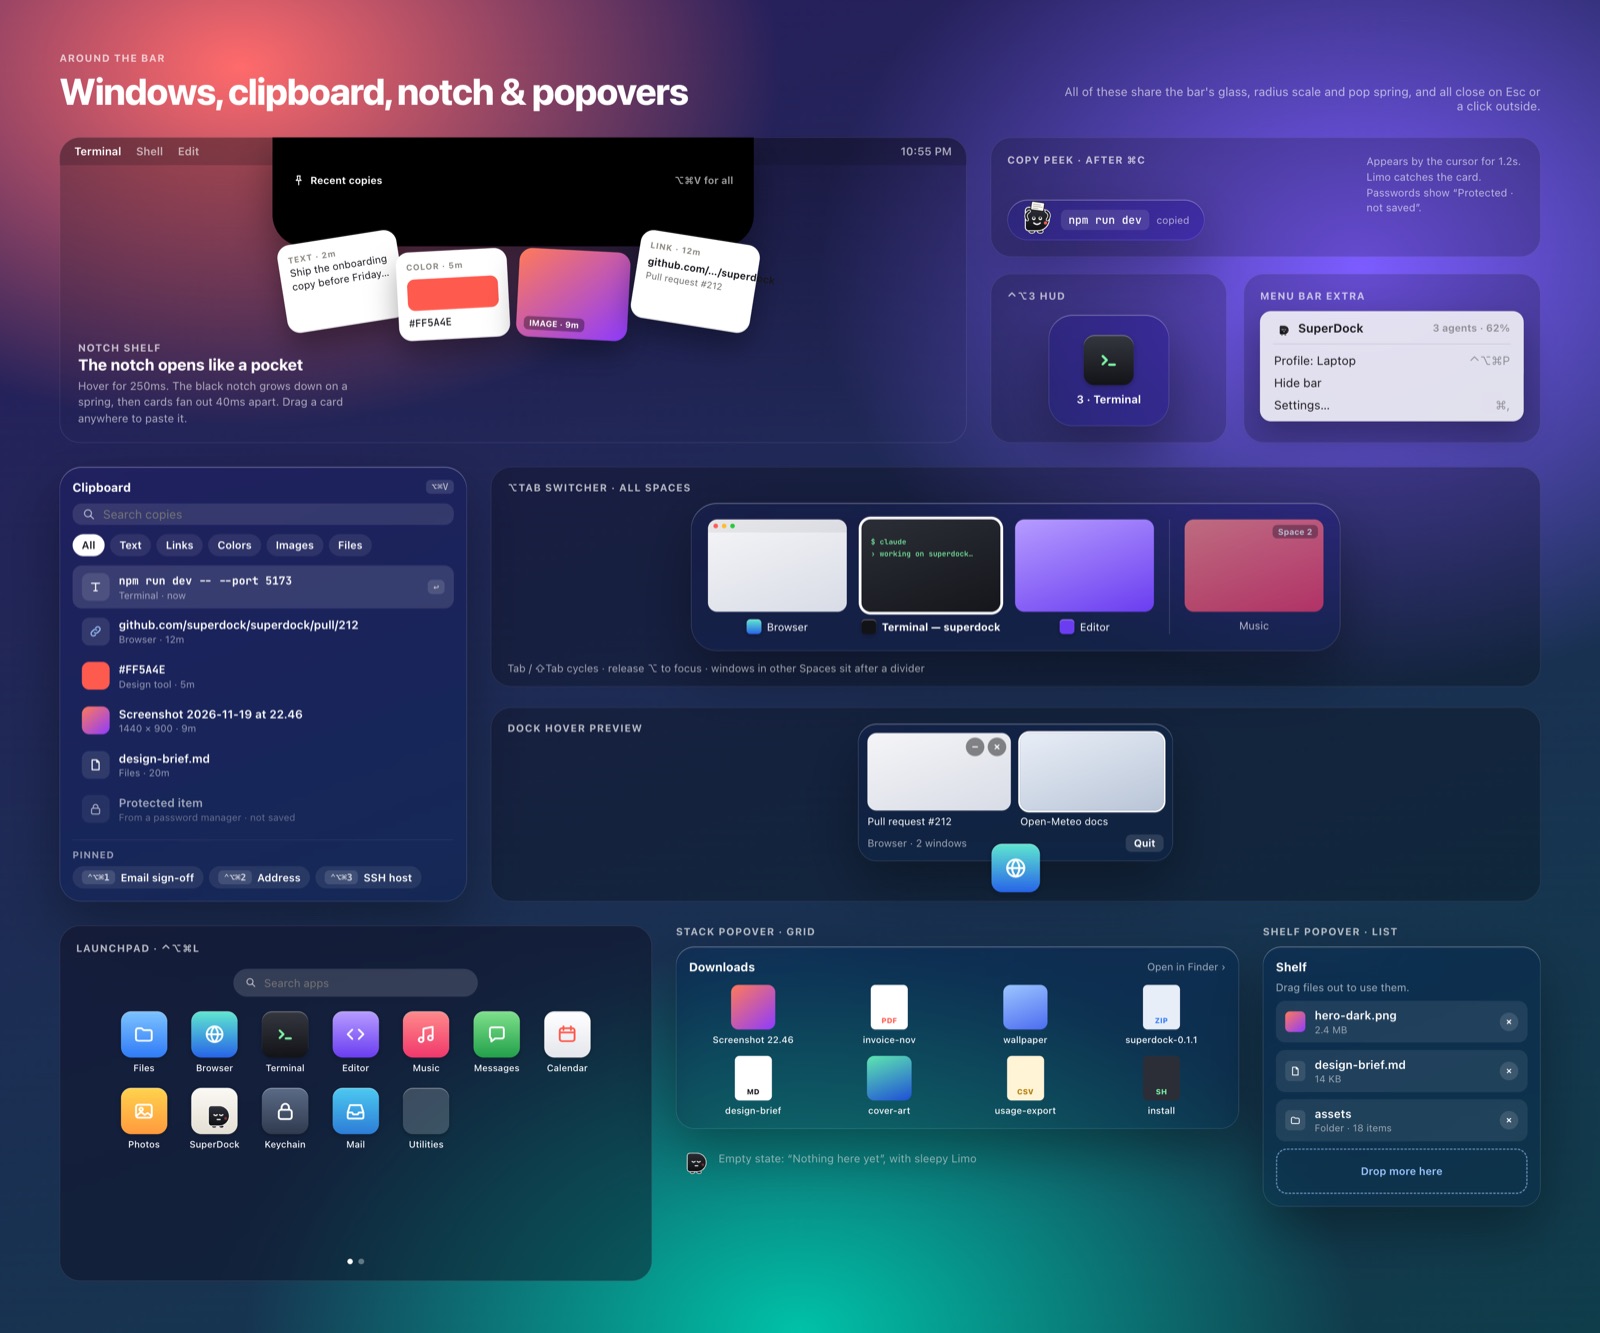 AROUND THE BAR
Windows, clipboard, notch & popovers
All of these share the bar's glass, radius scale and pop spring, and all close on Esc or
a click outside.
Terminal Shell Edit
10:55 PM
Recent copies
⌥⌘V for all
TEXT · 2m
Ship the onboarding
copy before Friday...
COLOR · 5m
#FF5A4E
IMAGE · 9m
LINK · 12m
github.com/.../superdock
Pull request #212
NOTCH SHELF
The notch opens like a pocket
Hover for 250ms. The black notch grows down on a
spring, then cards fan out 40ms apart. Drag a card
anywhere to paste it.
COPY PEEK · AFTER ⌘C
Appears by the cursor for 1.2s.
Limo catches the card.
Passwords show “Protected ·
not saved”.
npm run dev copied
⌃⌥3 HUD
3 · Terminal
MENU BAR EXTRA
SuperDock 3 agents · 62%
Profile: Laptop ⌃⌥⌘P
Hide bar
Settings... ⌘,
Clipboard ⌥⌘V
Search copies
All Text Links Colors Images Files
npm run dev -- --port 5173 ↵
Terminal · now
github.com/superdock/superdock/pull/212
Browser · 12m
#FF5A4E
Design tool · 5m
Screenshot 2026-11-19 at 22.46
1440 × 900 · 9m
design-brief.md
Files · 20m
Protected item
From a password manager · not saved
PINNED
⌃⌥⌘1 Email sign-off ⌃⌥⌘2 Address ⌃⌥⌘3 SSH host
⌥TAB SWITCHER · ALL SPACES
$ claude
› working on superdock…
Space 2
Browser
Terminal — superdock
Editor
Music
Tab / ⇧Tab cycles · release ⌥ to focus · windows in other Spaces sit after a divider
DOCK HOVER PREVIEW
Pull request #212
Open-Meteo docs
Browser · 2 windows
Quit
LAUNCHPAD · ⌃⌥⌘L
Search apps
Files Browser Terminal Editor Music Messages Calendar
Photos SuperDock Keychain Mail Utilities
STACK POPOVER · GRID
Downloads
Open in Finder ›
PDF
ZIP
Screenshot 22.46 invoice-nov wallpaper superdock-0.1.1
MD
CSV
SH
design-brief cover-art usage-export install
Empty state: “Nothing here yet”, with sleepy Limo
SHELF POPOVER · LIST
Shelf
Drag files out to use them.
hero-dark.png
2.4 MB
design-brief.md
14 KB
assets
Folder · 18 items
Drop more here